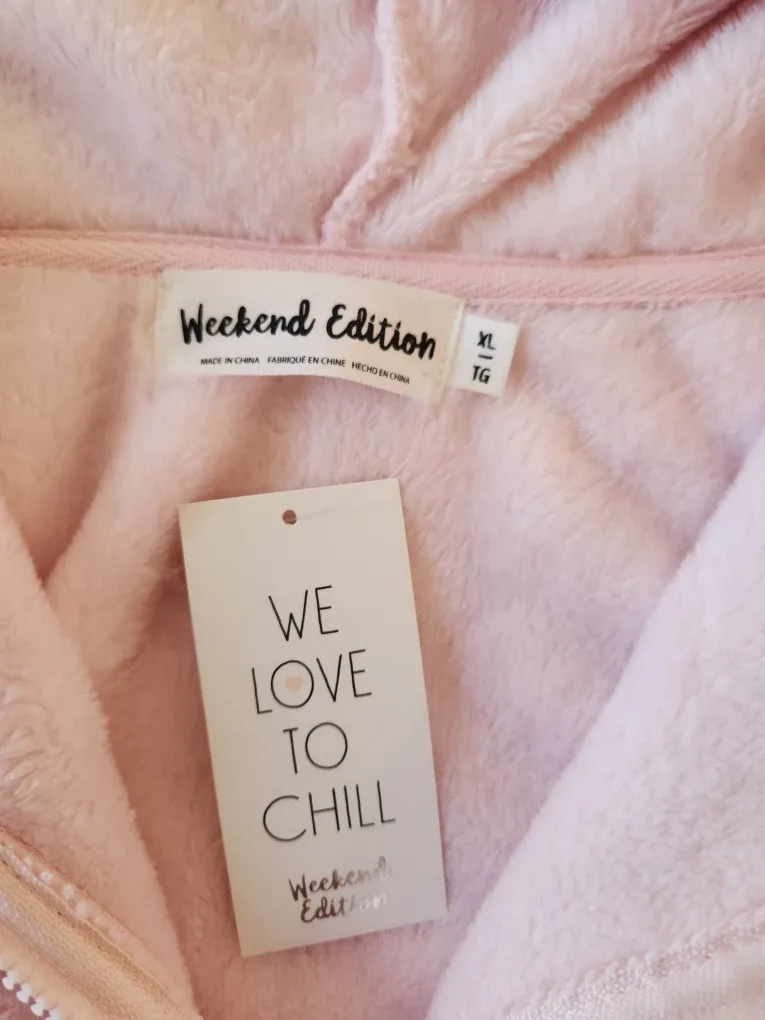 Weekend Edition
MADE IN CHINA FABRIQUÉ EN CHINE HECHO EN CHINA
XL
TG
WE
LOVE
TO
CHILL
Weekend
Edition